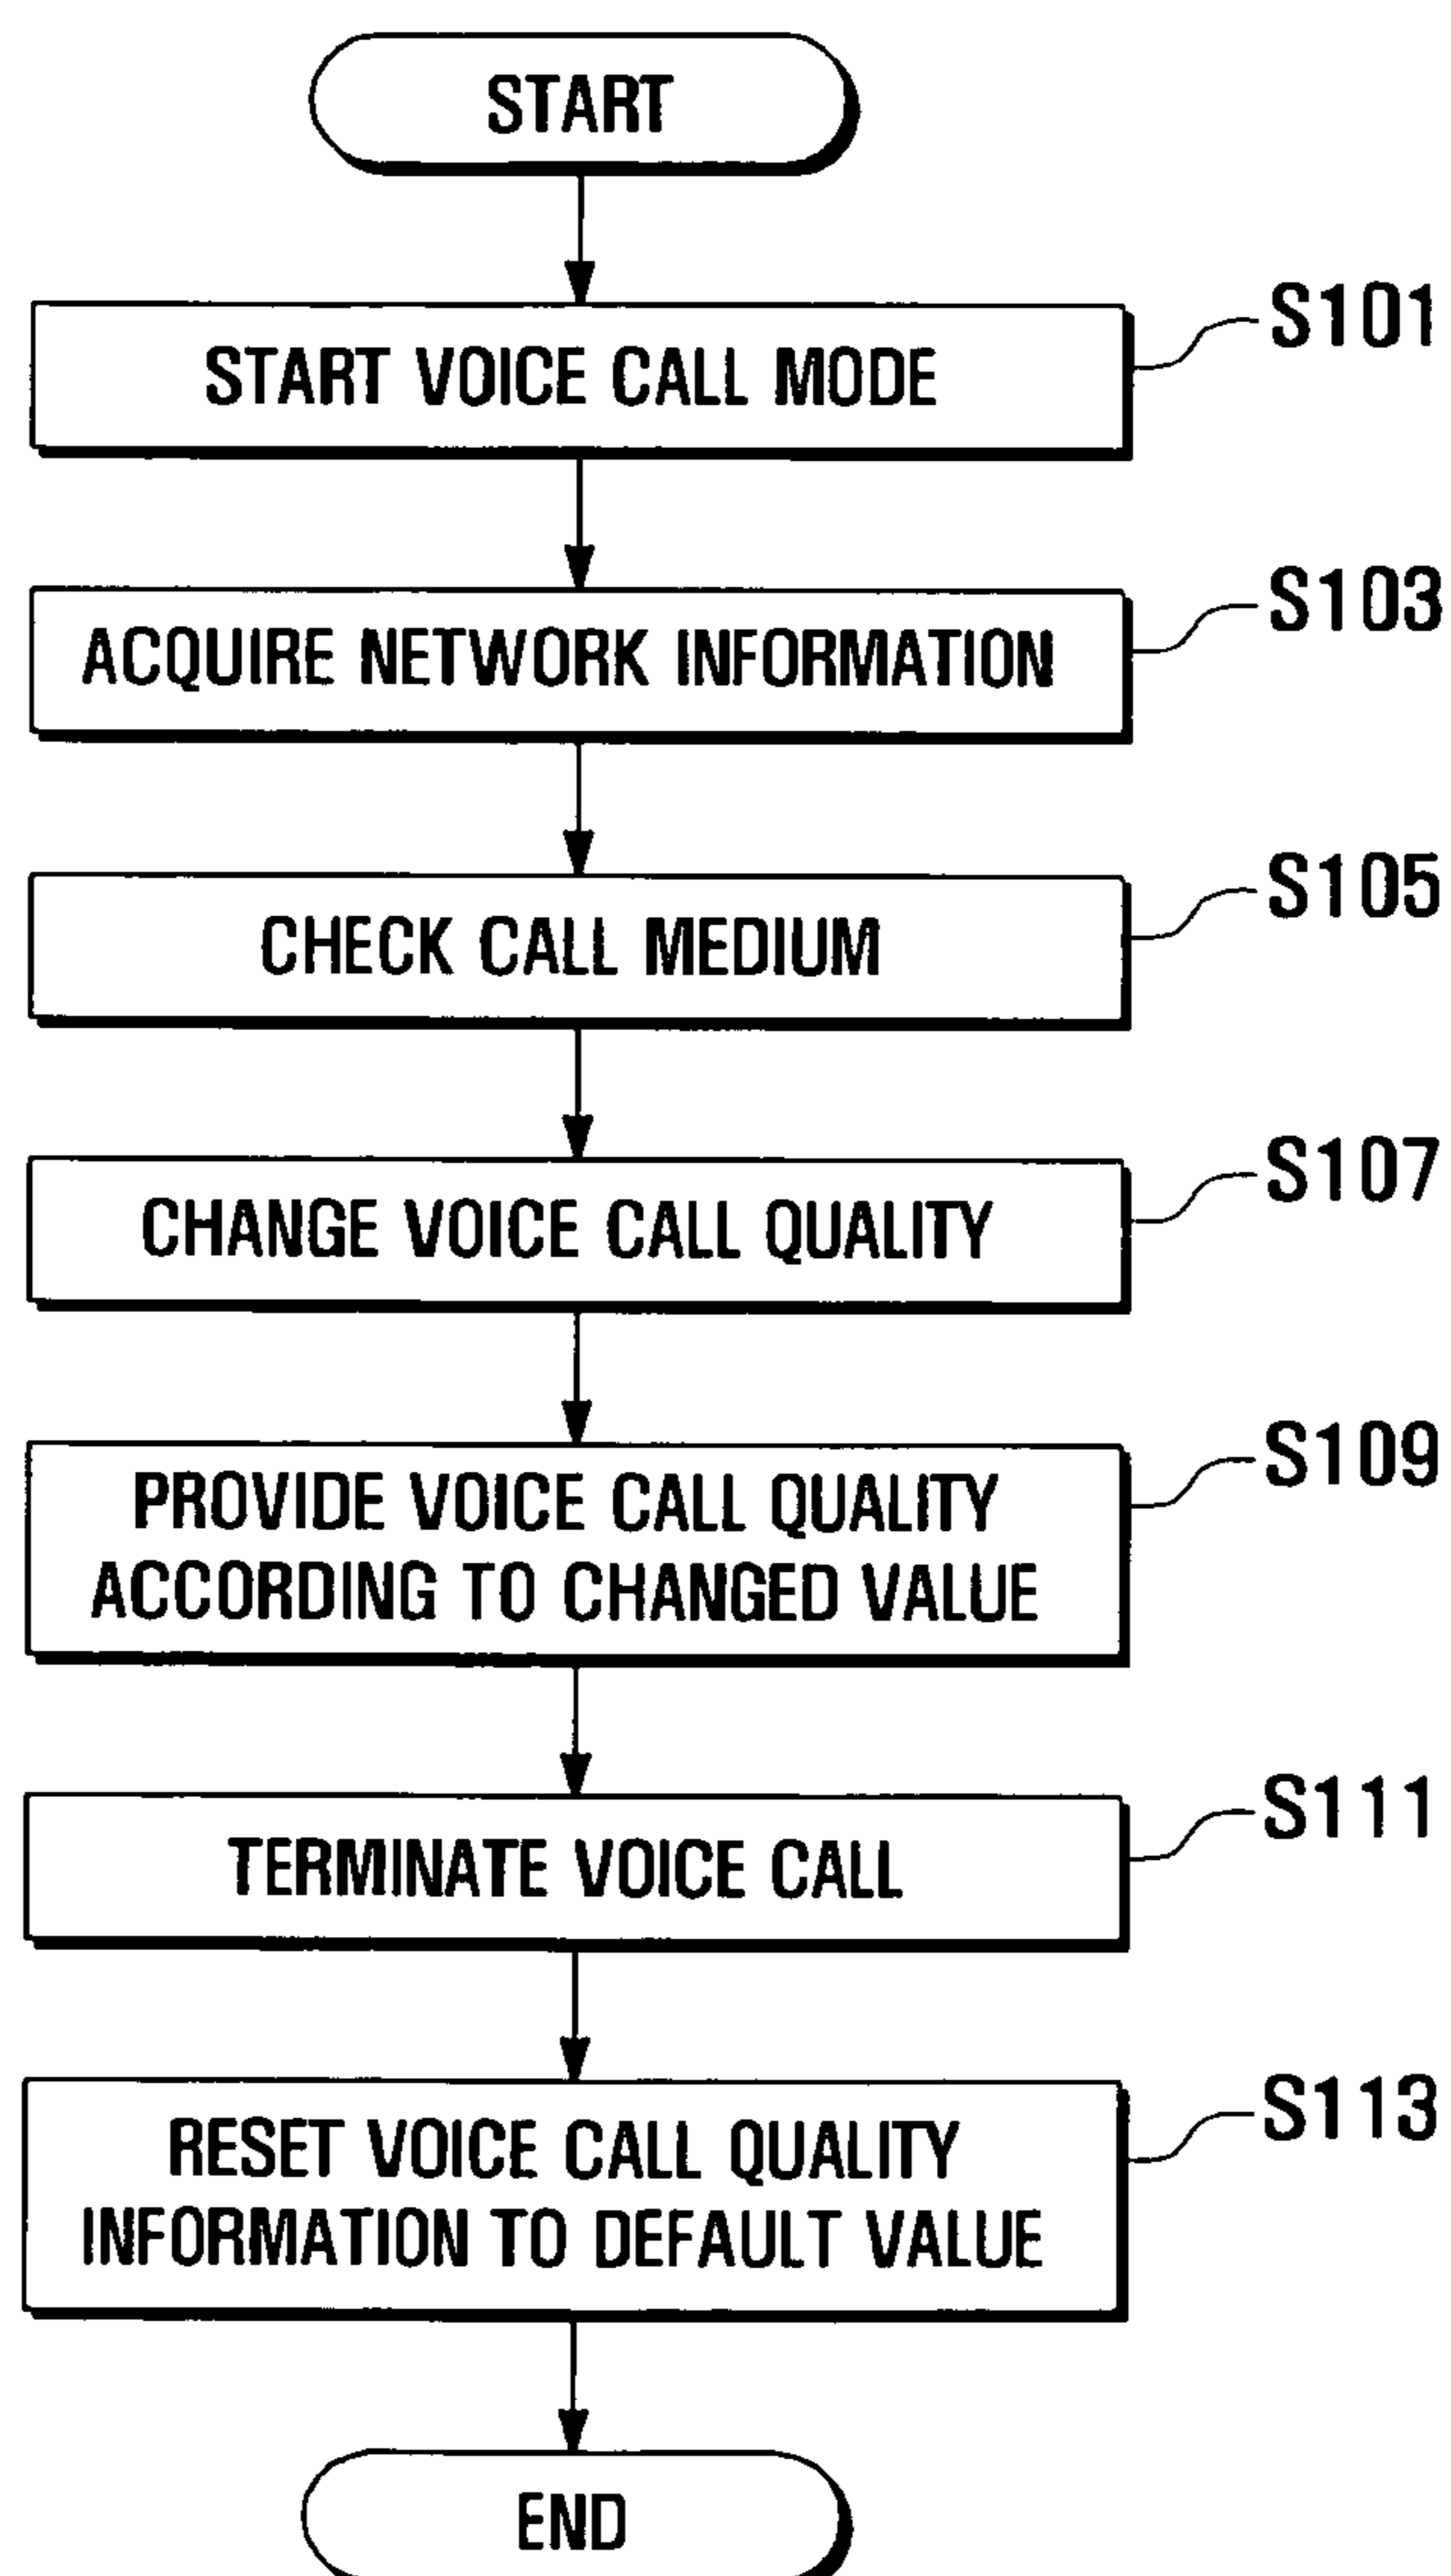 START
START VOICE CALL MODE
S101
ACQUIRE NETWORK INFORMATION
S103
CHECK CALL MEDIUM
S105
CHANGE VOICE CALL QUALITY
S107
PROVIDE VOICE CALL QUALITY
ACCORDING TO CHANGED VALUE
S109
TERMINATE VOICE CALL
S111
RESET VOICE CALL QUALITY
INFORMATION TO DEFAULT VALUE
S113
END